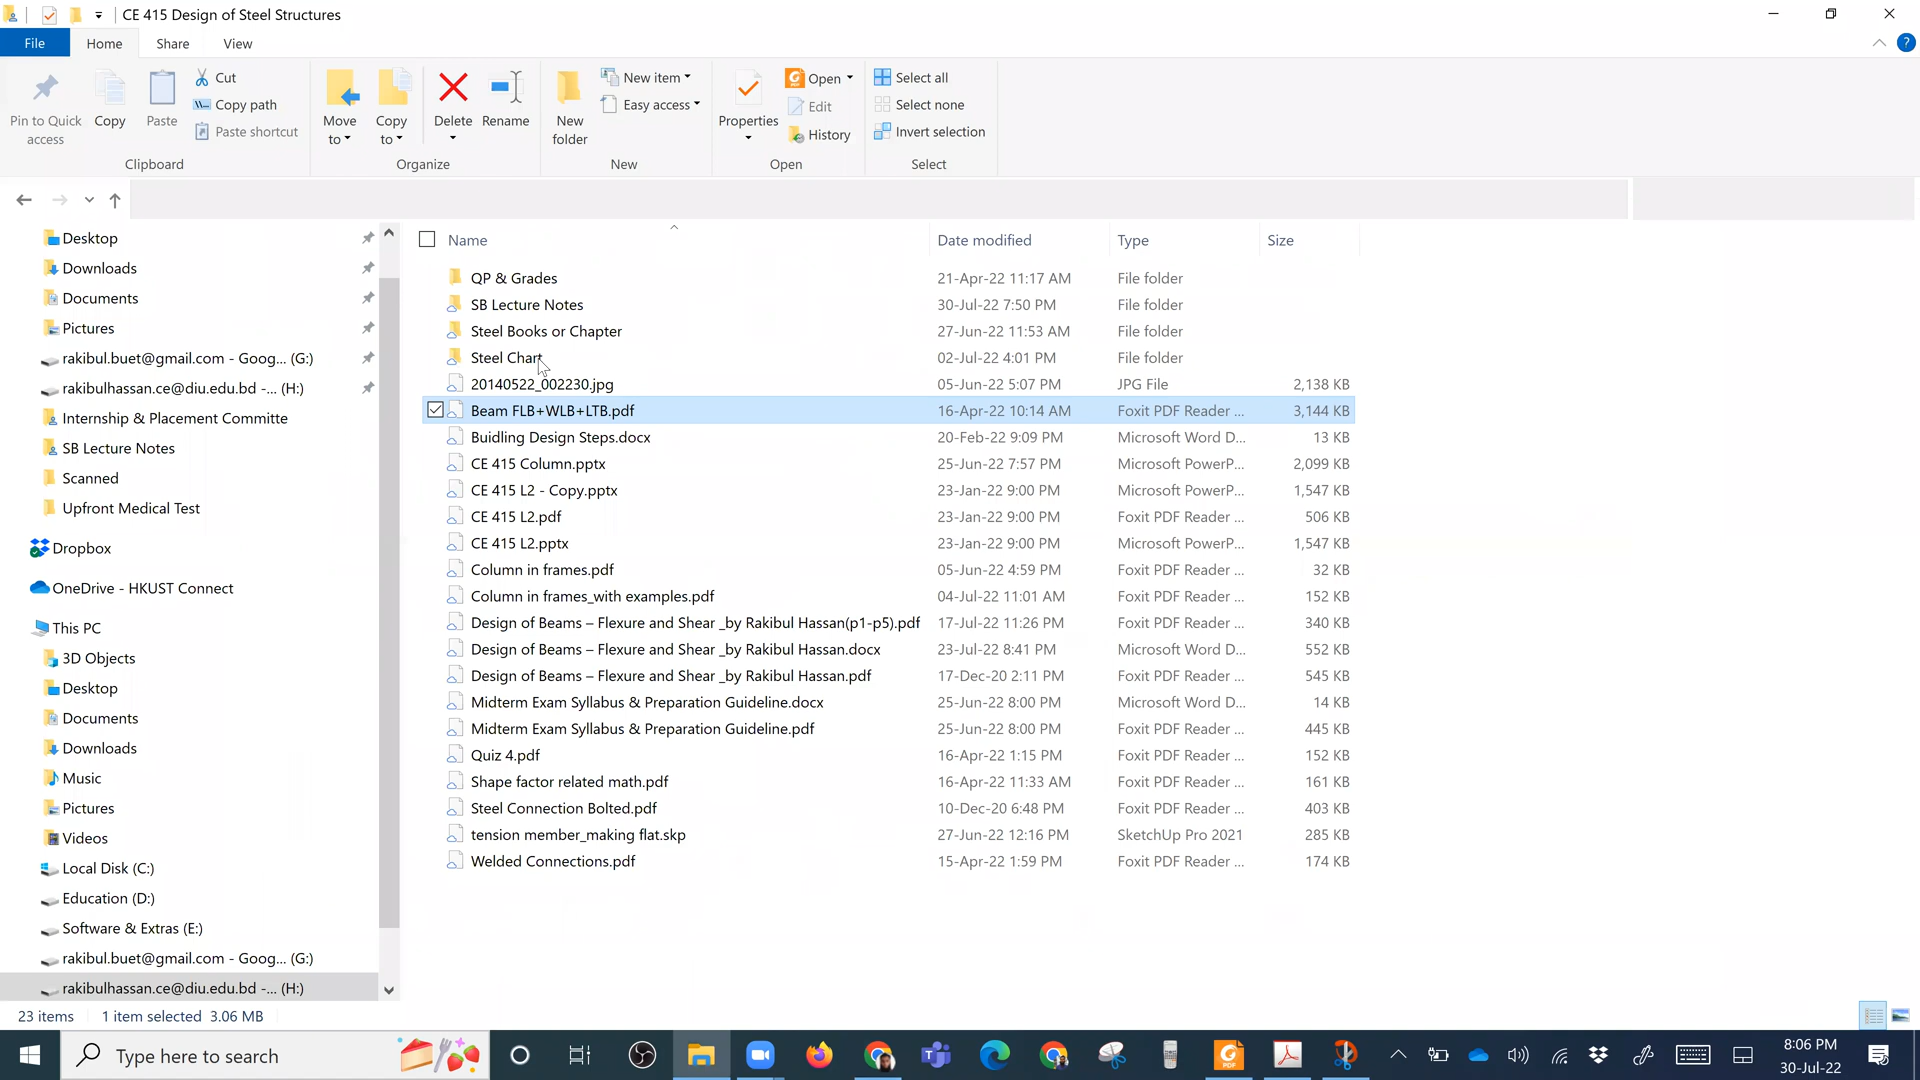 CE 415 Design of Steel Structures
File
Home
Share
View
Pin to Quick access
Copy
Paste
Cut
Copy path
Paste shortcut
Clipboard
Move to
Copy to
Delete
Rename
Organize
New folder
New item
Easy access
New
Properties
Open
Edit
History
Open
Select all
Select none
Invert selection
Select
Desktop
Downloads
Documents
Pictures
rakibul.buet@gmail.com - Goog... (G:)
rakibulhassan.ce@diu.edu.bd -... (H:)
Internship & Placement Committe
SB Lecture Notes
Scanned
Upfront Medical Test
Dropbox
OneDrive - HKUST Connect
This PC
3D Objects
Desktop
Documents
Downloads
Music
Pictures
Videos
Local Disk (C:)
Education (D:)
Software & Extras (E:)
rakibul.buet@gmail.com - Goog... (G:)
rakibulhassan.ce@diu.edu.bd -... (H:)
Name Date modified Type Size
QP & Grades 21-Apr-22 11:17 AM File folder
SB Lecture Notes 30-Jul-22 7:50 PM File folder
Steel Books or Chapter 27-Jun-22 11:53 AM File folder
Steel Chart 02-Jul-22 4:01 PM File folder
20140522_002230.jpg 05-Jun-22 5:07 PM JPG File 2,138 KB
Beam FLB+WLB+LTB.pdf 16-Apr-22 10:14 AM Foxit PDF Reader ... 3,144 KB
Buidling Design Steps.docx 20-Feb-22 9:09 PM Microsoft Word D... 13 KB
CE 415 Column.pptx 25-Jun-22 7:57 PM Microsoft PowerP... 2,099 KB
CE 415 L2 - Copy.pptx 23-Jan-22 9:00 PM Microsoft PowerP... 1,547 KB
CE 415 L2.pdf 23-Jan-22 9:00 PM Foxit PDF Reader ... 506 KB
CE 415 L2.pptx 23-Jan-22 9:00 PM Microsoft PowerP... 1,547 KB
Column in frames.pdf 05-Jun-22 4:59 PM Foxit PDF Reader ... 32 KB
Column in frames_with examples.pdf 04-Jul-22 11:01 AM Foxit PDF Reader ... 152 KB
Design of Beams – Flexure and Shear _by Rakibul Hassan(p1-p5).pdf 17-Jul-22 11:26 PM Foxit PDF Reader ... 340 KB
Design of Beams – Flexure and Shear _by Rakibul Hassan.docx 23-Jul-22 8:41 PM Microsoft Word D... 552 KB
Design of Beams – Flexure and Shear _by Rakibul Hassan.pdf 17-Dec-20 2:11 PM Foxit PDF Reader ... 545 KB
Midterm Exam Syllabus & Preparation Guideline.docx 25-Jun-22 8:00 PM Microsoft Word D... 14 KB
Midterm Exam Syllabus & Preparation Guideline.pdf 25-Jun-22 8:00 PM Foxit PDF Reader ... 445 KB
Quiz 4.pdf 16-Apr-22 1:15 PM Foxit PDF Reader ... 152 KB
Shape factor related math.pdf 16-Apr-22 11:33 AM Foxit PDF Reader ... 161 KB
Steel Connection Bolted.pdf 10-Dec-20 6:48 PM Foxit PDF Reader ... 403 KB
tension member_making flat.skp 27-Jun-22 12:16 PM SketchUp Pro 2021 285 KB
Welded Connections.pdf 15-Apr-22 1:59 PM Foxit PDF Reader ... 174 KB
23 items 1 item selected 3.06 MB
Type here to search
8:06 PM
30-Jul-22